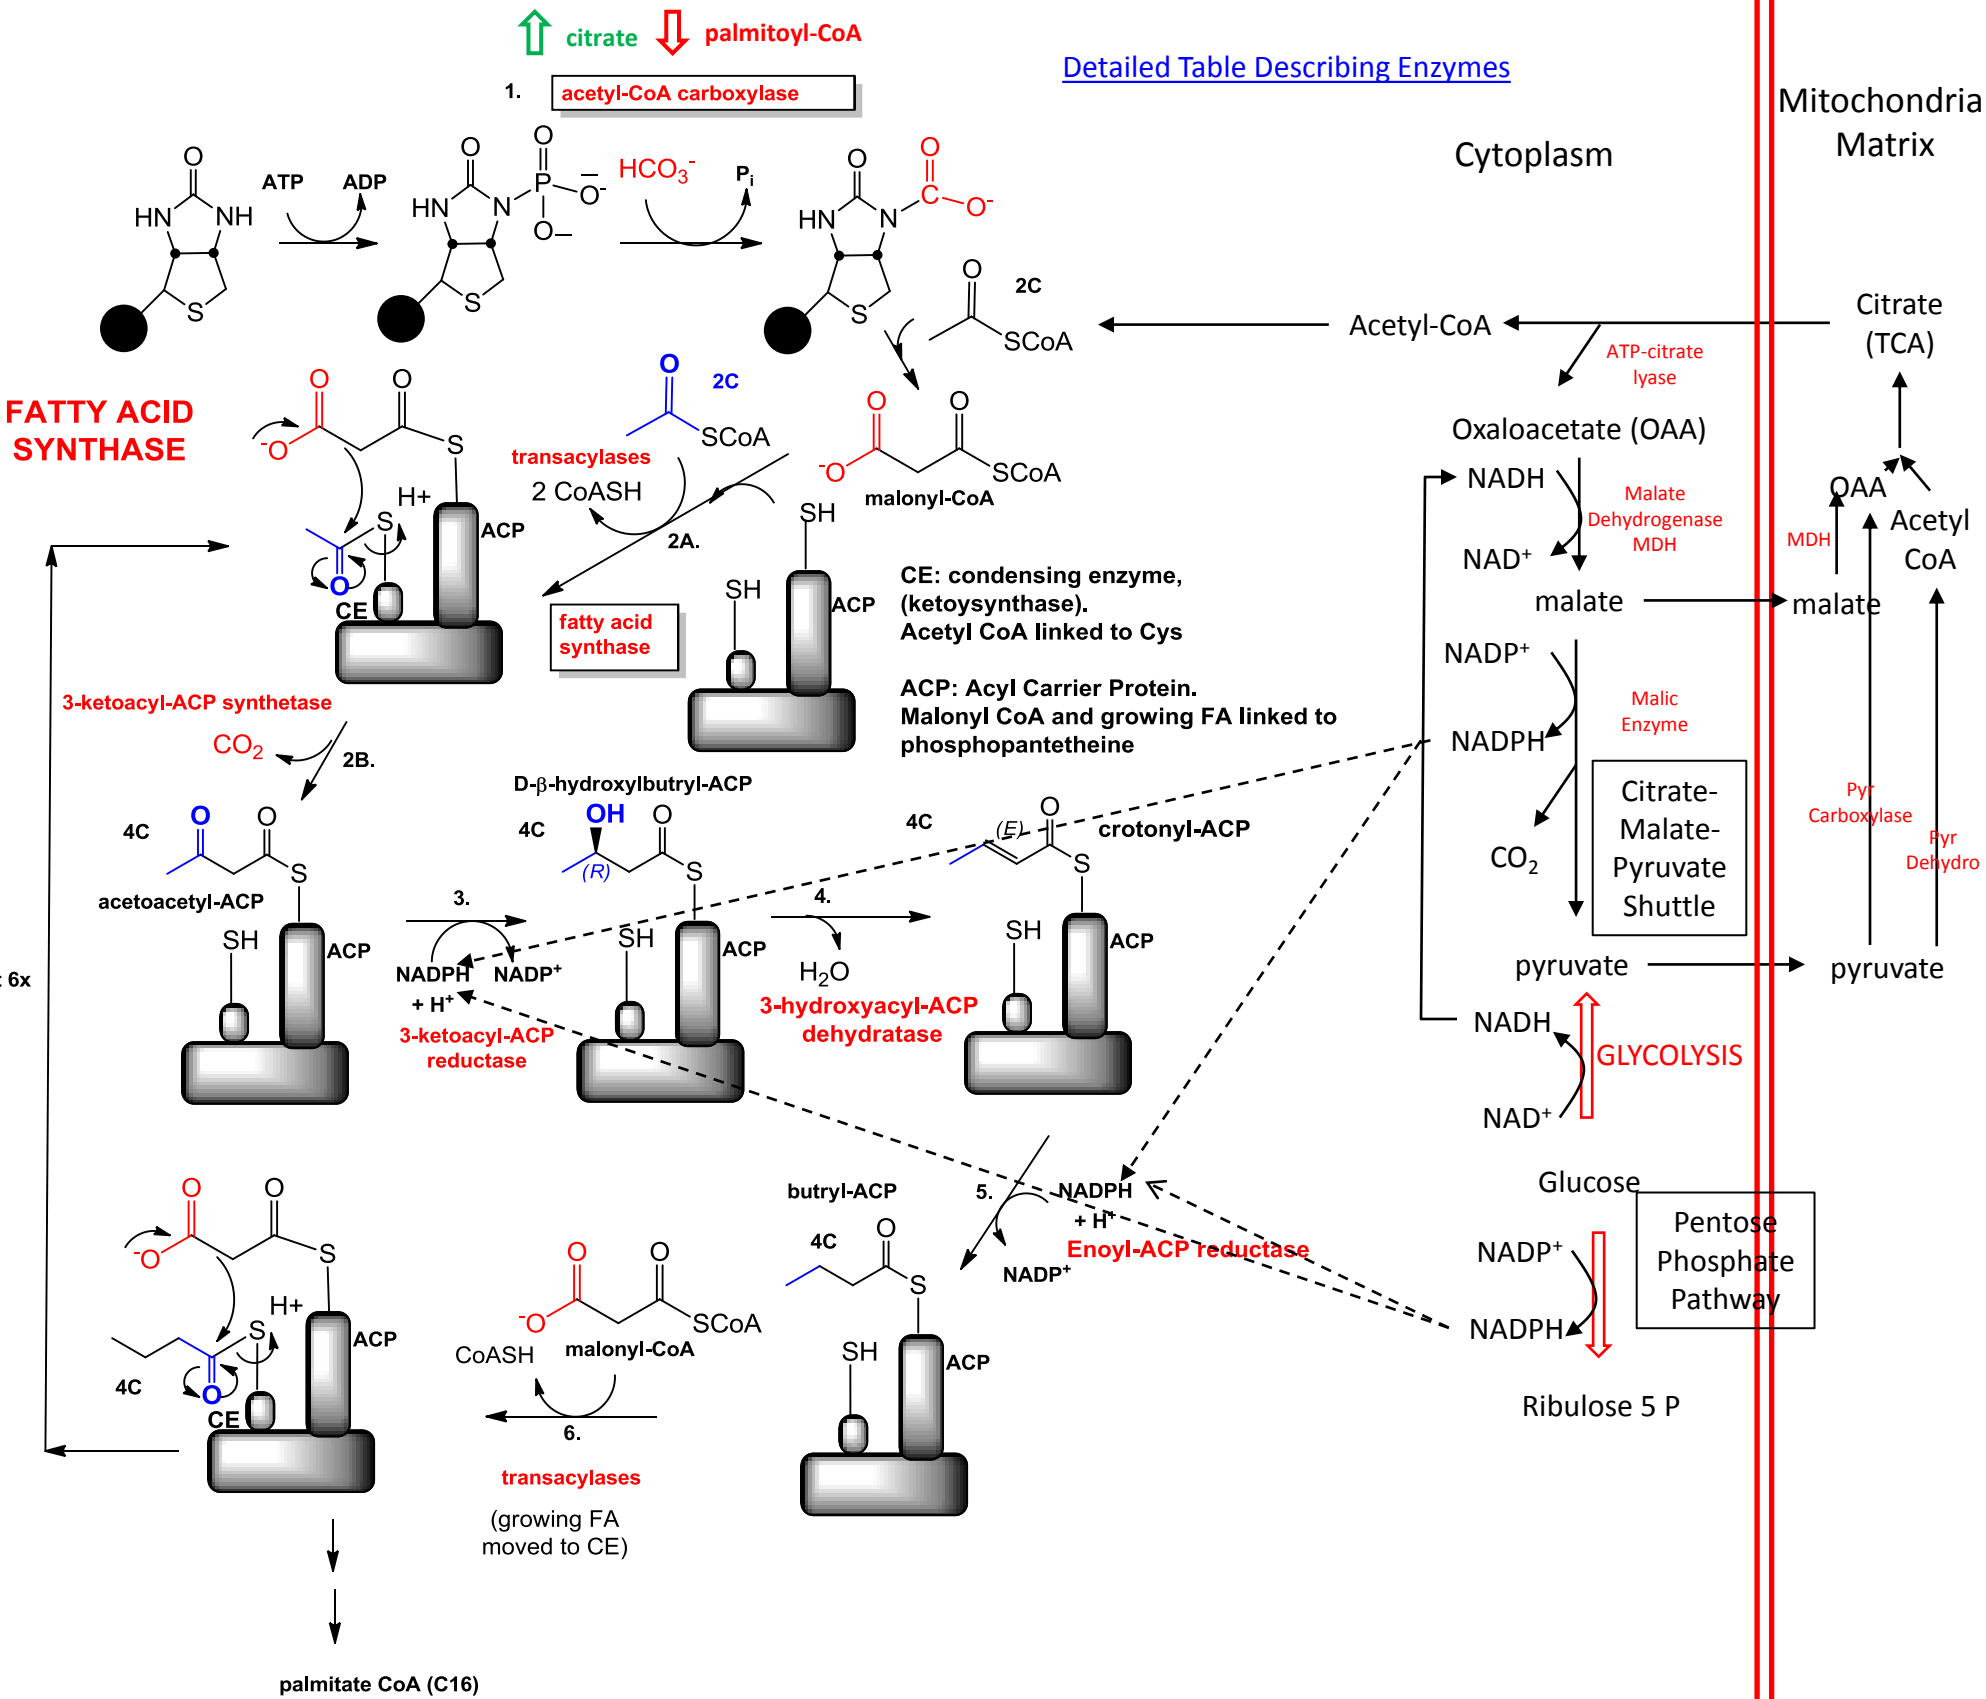 citrate
palmitoyl-CoA
Detailed Table Describing Enzymes
1.
acetyl-CoA carboxylase
Mitochondria
Matrix
Cytoplasm
O
HN
NH
S
ATP
ADP
O
HN
N
S
O
P
O-
O
HCO3-
Pi
O
HN
N
S
O
C
O-
O
2C
SCoA
Acetyl-CoA
Citrate
(TCA)
ATP-citrate
lyase
FATTY ACID
SYNTHASE
O
O
-O
S
H+
S
O
CE
ACP
O
2C
SCoA
transacylases
2 CoASH
2A.
O
O
-O
SCoA
malonyl-CoA
Oxaloacetate (OAA)
NADH
Malate
Dehydrogenase
MDH
NAD+
malate
OAA
Acetyl
CoA
MDH
malate
fatty acid
synthase
SH
SH
ACP
CE: condensing enzyme,
(ketoysynthase).
Acetyl CoA linked to Cys
ACP: Acyl Carrier Protein.
Malonyl CoA and growing FA linked to
phosphopantetheine
NADP+
Malic
Enzyme
NADPH
CO2
Citrate-
Malate-
Pyruvate
Shuttle
Pyr
Carboxylase
Pyr
Dehydro
pyruvate
pyruvate
3-ketoacyl-ACP synthetase
CO2
2B.
4C
O
O
S
acetoacetyl-ACP
SH
ACP
: 6x
3.
NADPH
+ H+
NADP+
3-ketoacyl-ACP
reductase
D-β-hydroxylbutryl-ACP
4C
OH
O
(R)
S
SH
ACP
4.
H2O
3-hydroxyacyl-ACP
dehydratase
4C
(E)
O
S
crotonyl-ACP
SH
ACP
NADH
GLYCOLYSIS
NAD+
Glucose
Pentose
Phosphate
Pathway
NADP+
NADPH
Ribulose 5 P
5.
NADPH
+ H+
Enoyl-ACP reductase
NADP+
butryl-ACP
4C
O
S
SH
ACP
O
O
-O
SCoA
malonyl-CoA
CoASH
6.
transacylases
(growing FA
moved to CE)
O
O
-O
S
H+
S
4C
O
CE
ACP
palmitate CoA (C16)